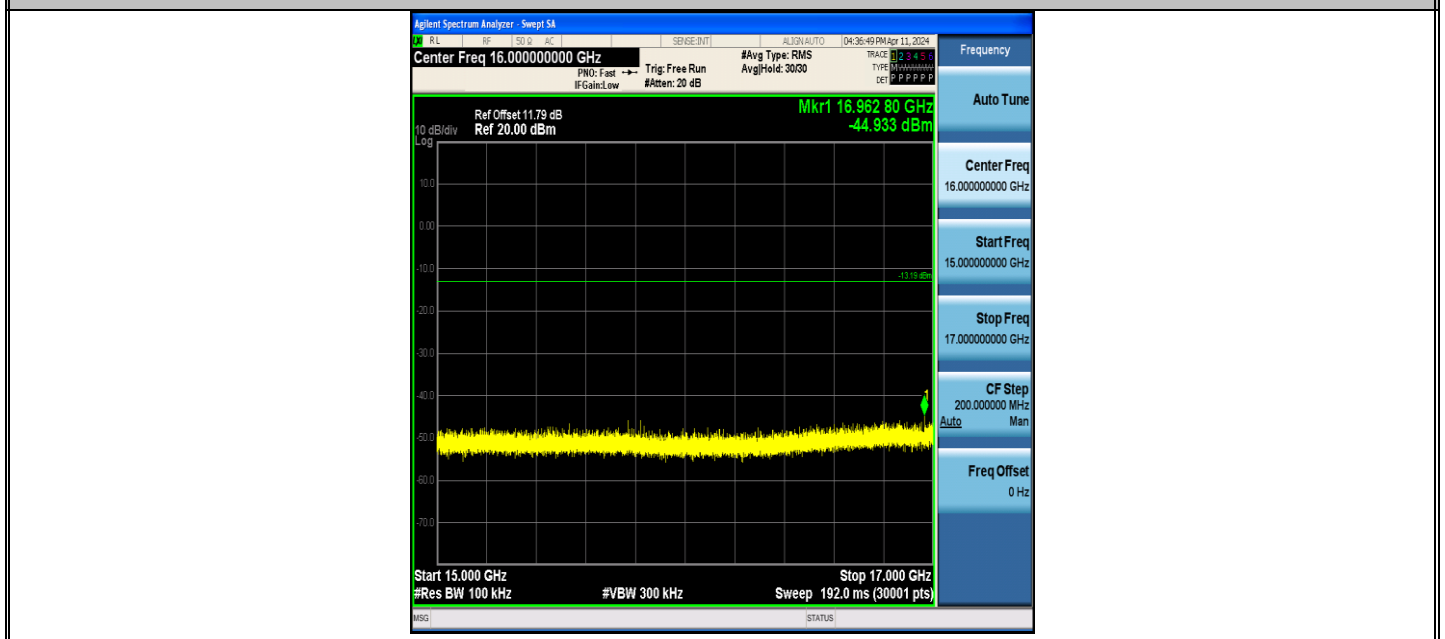 Agilent Spectrum Analyzer - Swept SA
RL RF 50 Ω AC SENSE:INT ALIGN AUTO 04:36:49 PM Apr 11, 2024
Center Freq 16.000000000 GHz
PNO: Fast
IFGain:Low
Trig: Free Run
#Atten: 20 dB
#Avg Type: RMS
Avg|Hold: 30/30
TRACE 1 2 3 4 5 6
TYPE
DET P P P P P P
Mkr1 16.962 80 GHz
-44.933 dBm
Ref Offset 11.79 dB
10 dB/div Ref 20.00 dBm
Log
10.0
0.00
-10.0
-13.19 dBm
-20.0
-30.0
-40.0
1
-50.0
-60.0
-70.0
Start 15.000 GHz Stop 17.000 GHz
#Res BW 100 kHz #VBW 300 kHz Sweep 192.0 ms (30001 pts)
MSG STATUS
Frequency
Auto Tune
Center Freq
16.000000000 GHz
Start Freq
15.000000000 GHz
Stop Freq
17.000000000 GHz
CF Step
200.000000 MHz
Auto Man
Freq Offset
0 Hz